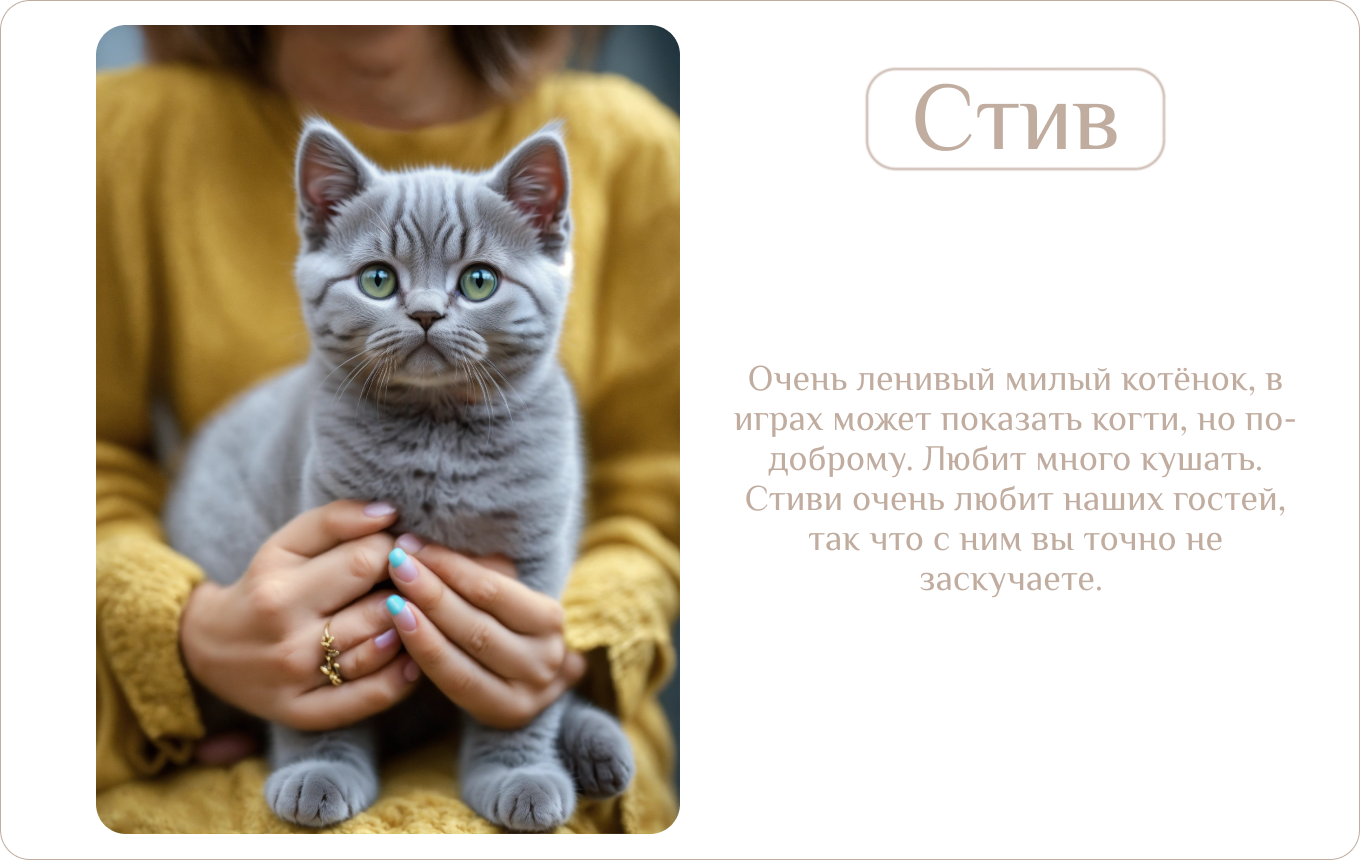 Стив
Очень ленивый милый котёнок, в
играх может показать когти, но по-
доброму. Любит много кушать.
Стиви очень любит наших гостей,
так что с ним вы точно не
заскучаете.